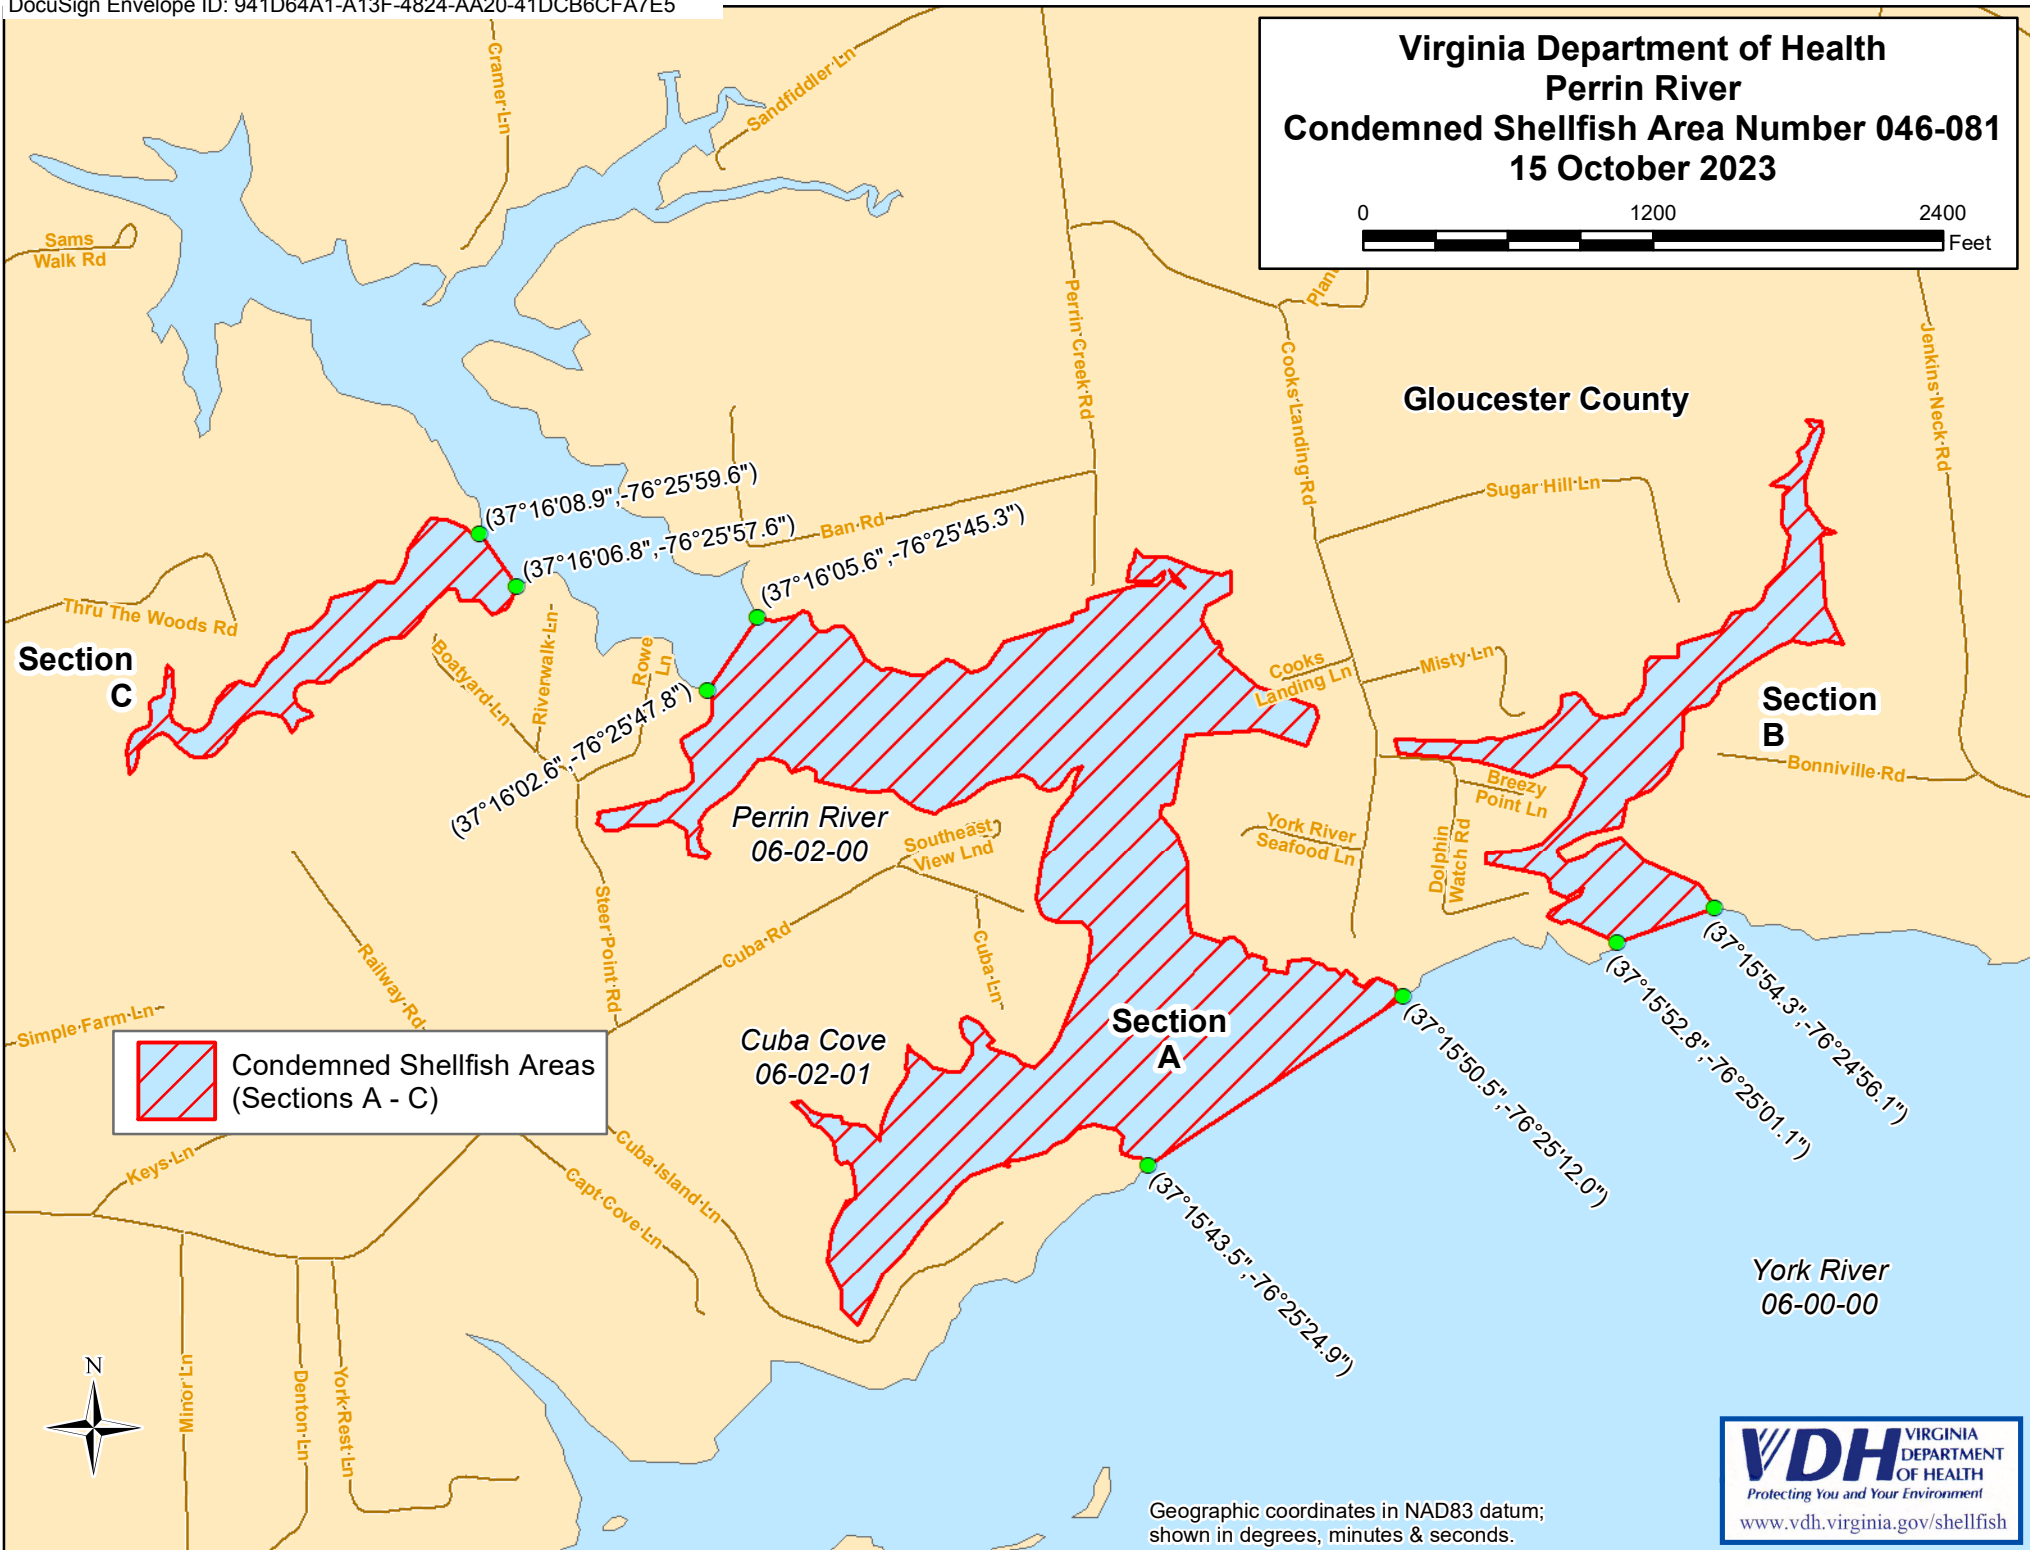 DocuSign Envelope ID: 941D64A1-A13F-4824-AA20-41DCB6CFA7E5
Virginia Department of Health
Perrin River
Condemned Shellfish Area Number 046-081
15 October 2023
0 1200 2400
Feet
Cramer Ln
Sandfiddler Ln
Sams
Walk Rd
Perrin Creek Rd
Cooks Landing Rd
Jenkins Neck Rd
Gloucester County
Sugar Hill Ln
(37°16'08.9",-76°25'59.6")
(37°16'06.8",-76°25'57.6")
Ban Rd
(37°16'05.6",-76°25'45.3")
Thru The Woods Rd
Section
C
Boatyard Ln
Riverwalk Ln
Rowe
Ln
(37°16'02.6",-76°25'47.8")
Cooks
Landing Ln
Misty Ln
Section
B
Bonniville Rd
Breezy
Point Ln
Perrin River
06-02-00
Southeast
View Lnd
York River
Seafood Ln
Dolphin
Watch Rd
Steer Point Rd
Cuba Rd
Cuba Ln
Railway Rd
Simple Farm Ln
(37°15'54.3",-76°24'56.1")
(37°15'52.8",-76°25'01.1")
(37°15'50.5",-76°25'12.0")
(37°15'43.5",-76°25'24.9")
Section
A
Cuba Cove
06-02-01
Condemned Shellfish Areas
(Sections A - C)
Keys Ln
Cuba Island Ln
Capt Cove Ln
York River
06-00-00
N
Minor Ln
Denton Ln
York Rest Ln
Geographic coordinates in NAD83 datum;
shown in degrees, minutes & seconds.
VDH VIRGINIA
DEPARTMENT
OF HEALTH
Protecting You and Your Environment
www.vdh.virginia.gov/shellfish